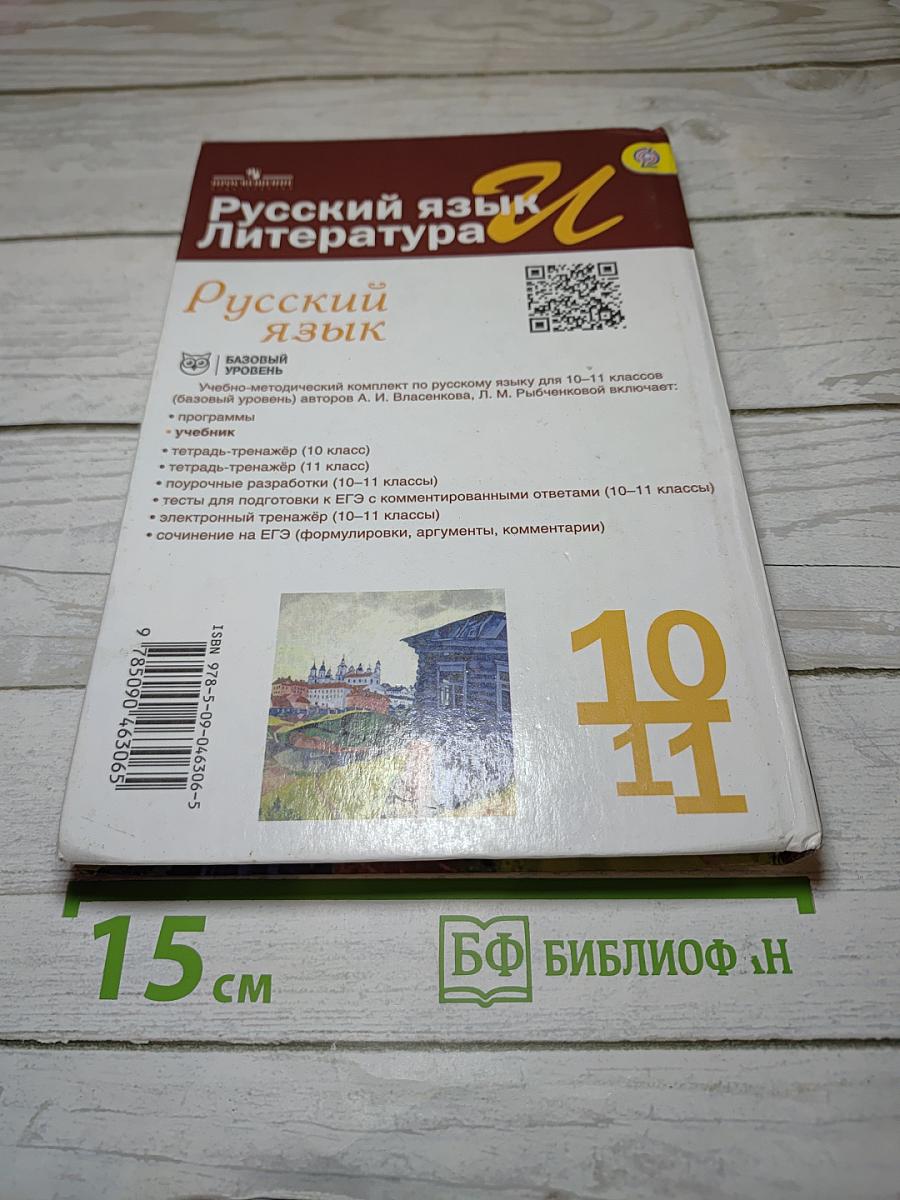 ПРОСВЕЩЕНИЕ
Русский язык И
Литература
Русский
язык
БАЗОВЫЙ
УРОВЕНЬ
Учебно-методический комплект по русскому языку для 10–11 классов
(базовый уровень) авторов А. И. Власенкова, Л. М. Рыбченковой включает:
• программы
• учебник
• тетрадь-тренажёр (10 класс)
• тетрадь-тренажёр (11 класс)
• поурочные разработки (10–11 классы)
• тесты для подготовки к ЕГЭ с комментированными ответами (10–11 классы)
• электронный тренажёр (10–11 классы)
• сочинение на ЕГЭ (формулировки, аргументы, комментарии)
ISBN 978-5-09-046306-5
9 785090 463065
10
11
15 см
БФ БИБЛИОФАН